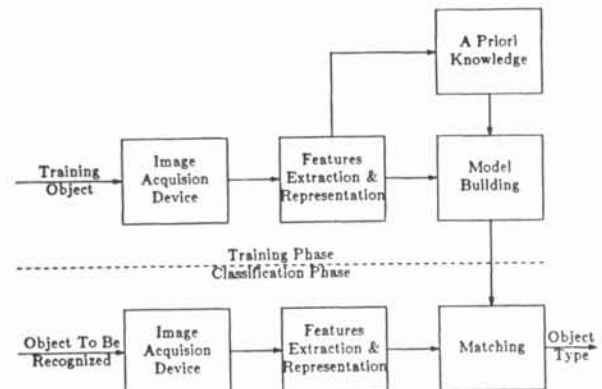 A Priori
Knowledge
Training
Object
Image
Acquision
Device
Features
Extraction &
Representation
Model
Building
Training Phase
Classification Phase
Object To Be
Recognized
Image
Acquision
Device
Features
Extraction &
Representation
Matching
Object
Type